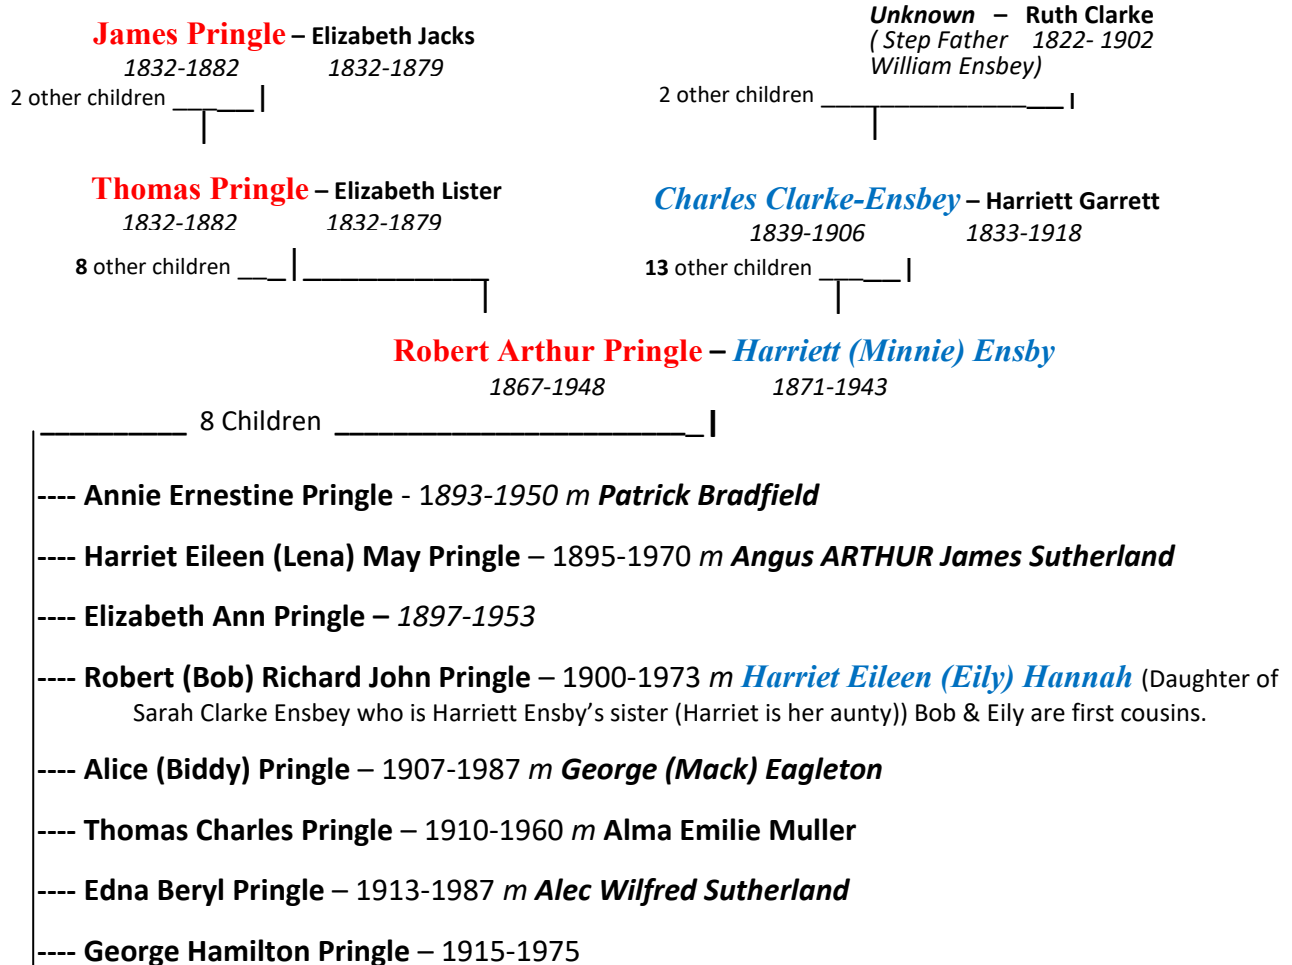 James Pringle – Elizabeth Jacks
1832-1882 1832-1879
2 other children _____|
|
Unknown – Ruth Clarke
( Step Father 1822- 1902
William Ensbey)
2 other children ________________ |
|
Thomas Pringle – Elizabeth Lister
1832-1882 1832-1879
8 other children ___|____________
|
Charles Clarke-Ensbey – Harriett Garrett
1839-1906 1833-1918
13 other children _____ |
|
Robert Arthur Pringle – Harriett (Minnie) Ensby
1867-1948 1871-1943
__________ 8 Children _________________________|
---- Annie Ernestine Pringle - 1893-1950 m Patrick Bradfield
---- Harriet Eileen (Lena) May Pringle – 1895-1970 m Angus ARTHUR James Sutherland
---- Elizabeth Ann Pringle – 1897-1953
---- Robert (Bob) Richard John Pringle – 1900-1973 m Harriet Eileen (Eily) Hannah (Daughter of
Sarah Clarke Ensbey who is Harriett Ensby's sister (Harriet is her aunty)) Bob & Eily are first cousins.
---- Alice (Biddy) Pringle – 1907-1987 m George (Mack) Eagleton
---- Thomas Charles Pringle – 1910-1960 m Alma Emilie Muller
---- Edna Beryl Pringle – 1913-1987 m Alec Wilfred Sutherland
---- George Hamilton Pringle – 1915-1975